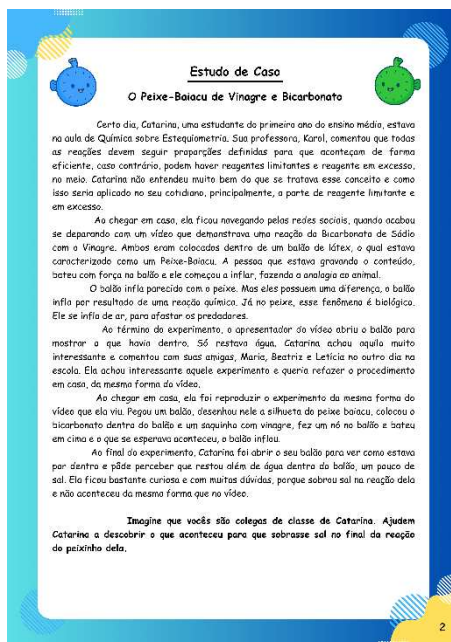 Estudo de Caso
O Peixe-Baiacu de Vinagre e Bicarbonato
Certo dia, Catarina, uma estudante do primeiro ano do ensino médio, estava
na aula de Química sobre Estequiometria. Sua professora, Karol, comentou que todas
as reações devem seguir proporções definidas para que aconteçam de forma
eficiente, caso contrário, podem haver reagentes limitantes e reagente em excesso,
no meio. Catarina não entendeu muito bem do que se tratava esse conceito e como
isso seria aplicado no seu cotidiano, principalmente, a parte de reagente limitante e
em excesso.
Ao chegar em casa, ela ficou navegando pelas redes sociais, quando acabou
se deparando com um vídeo que demonstrava uma reação da Bicarbonato de Sódio
com o Vinagre. Ambos eram colocados dentro de um balão de látex, o qual estava
caracterizado como um Peixe-Baiacu. A pessoa que estava gravando o conteúdo,
bateu com força no balão e ele começou a inflar, fazendo a analogia ao animal.
O balão infla parecido com o peixe. Mas eles possuem uma diferença, o balão
infla por resultado de uma reação química. Já no peixe, esse fenômeno é biológico.
Ele se infla de ar, para afastar os predadores.
Ao término do experimento, o apresentador do vídeo abriu o balão para
mostrar o que havia dentro. Só restava água. Catarina achou aquilo muito
interessante e comentou com suas amigas, Maria, Beatriz e Letícia no outro dia na
escola. Ela achou interessante aquele experimento e queria refazer o procedimento
em casa, da mesma forma do vídeo.
Ao chegar em casa, ela foi reproduzir o experimento da mesma forma do
vídeo que ela viu. Pegou um balão, desenhou nele a silhueta do peixe baiacu, colocou o
bicarbonato dentro do balão e um saquinho com vinagre, fez um nó no balão e bateu
em cima e o que se esperava aconteceu, o balão inflou.
Ao final do experimento, Catarina foi abrir o seu balão para ver como estava
por dentro e pôde perceber que restou além de água dentro do balão, um pouco de
sal. Ela ficou bastante curiosa e com muitas dúvidas, porque sobrou sal na reação dela
e não aconteceu da mesma forma que no vídeo.
Imagine que vocês são colegas de classe de Catarina. Ajudem
Catarina a descobrir o que aconteceu para que sobrasse sal no final da reação
do peixinho dela.
2